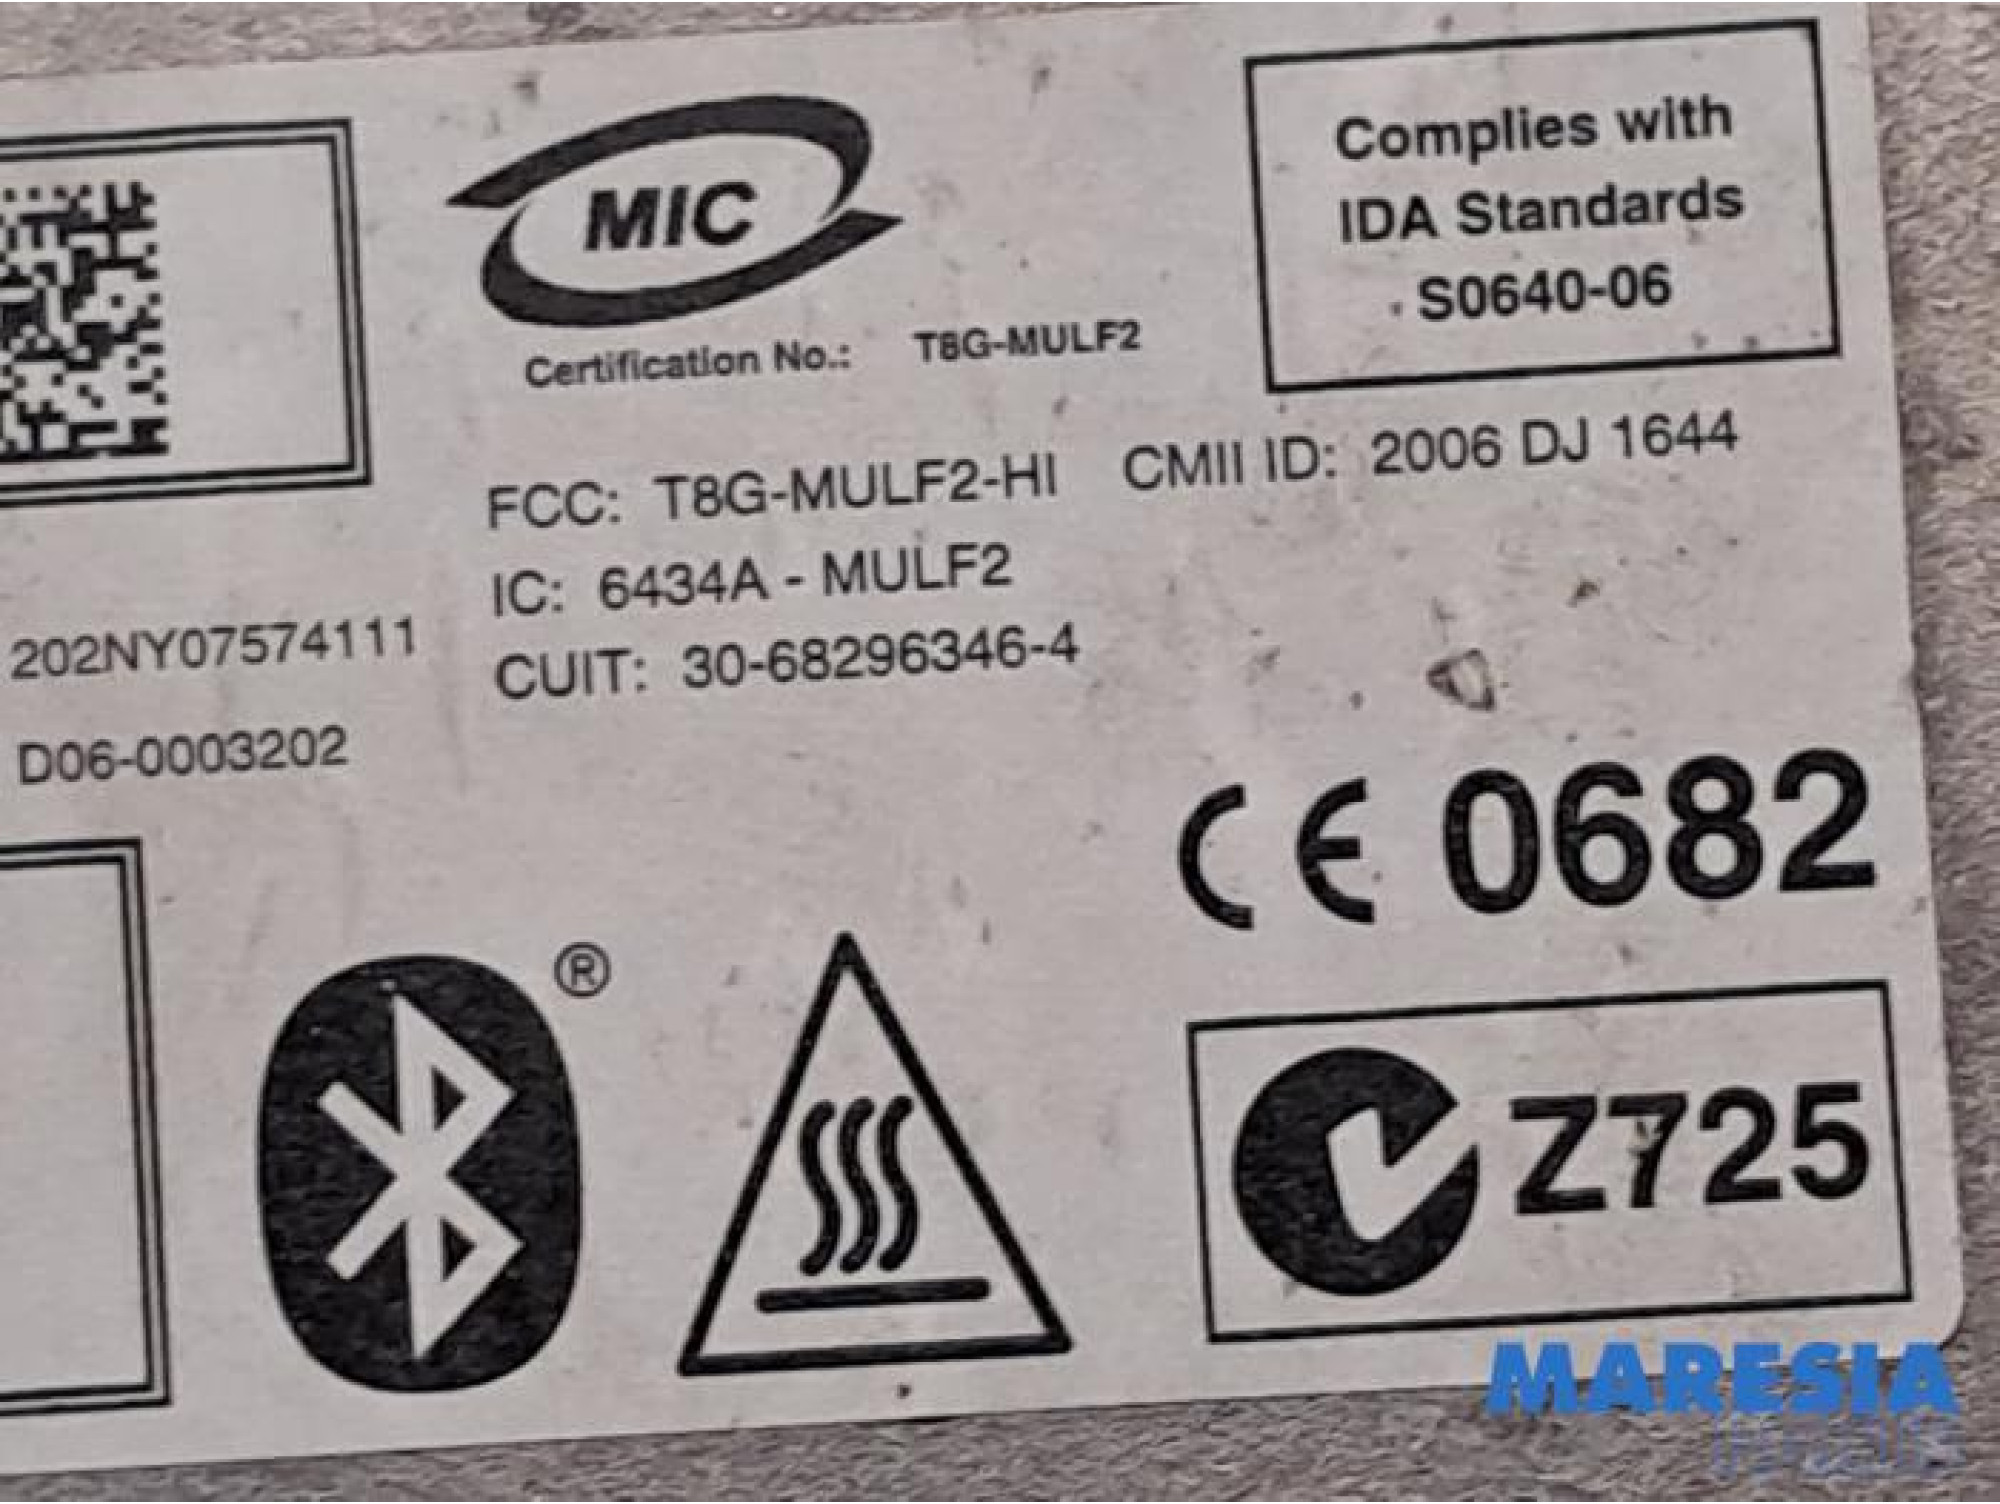 MIC
Certification No.: T8G-MULF2
Complies with
IDA Standards
S0640-06
FCC: T8G-MULF2-HI CMII ID: 2006 DJ 1644
IC: 6434A - MULF2
CUIT: 30-68296346-4
202NY07574111
D06-0003202
CE 0682
®
Z725
MARESIA